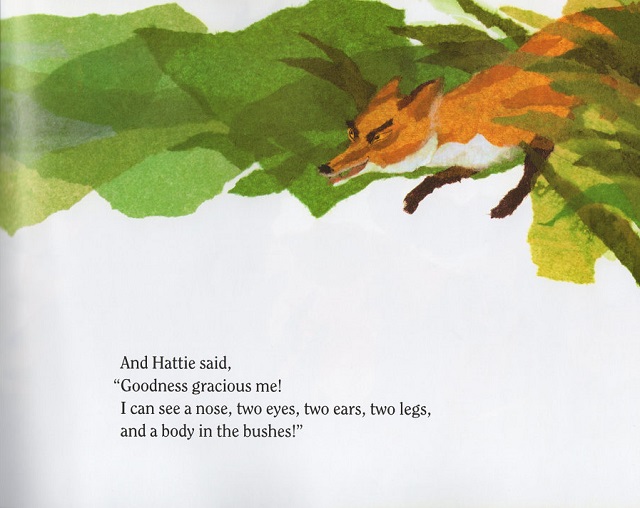 And Hattie said,
“Goodness gracious me!
I can see a nose, two eyes, two ears, two legs,
and a body in the bushes!”